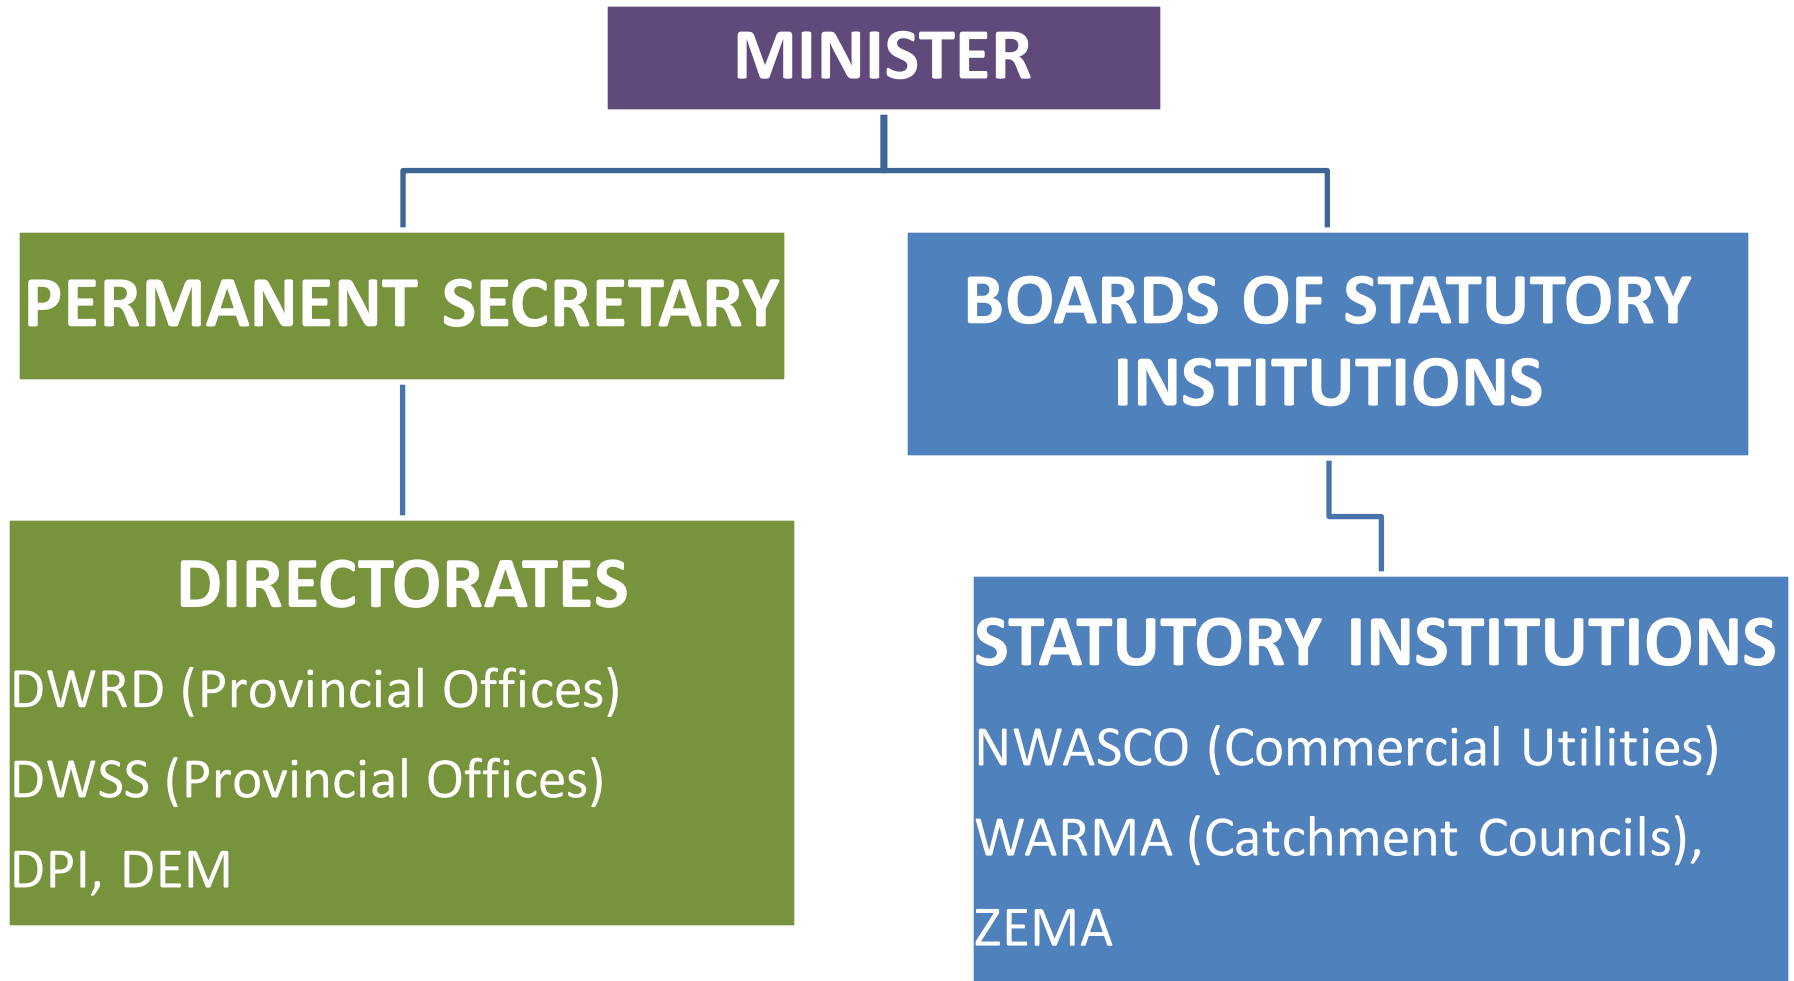 MINISTER
PERMANENT SECRETARY
BOARDS OF STATUTORY
INSTITUTIONS
DIRECTORATES
DWRD (Provincial Offices)
DWSS (Provincial Offices)
DPI, DEM
STATUTORY INSTITUTIONS
NWASCO (Commercial Utilities)
WARMA (Catchment Councils),
ZEMA